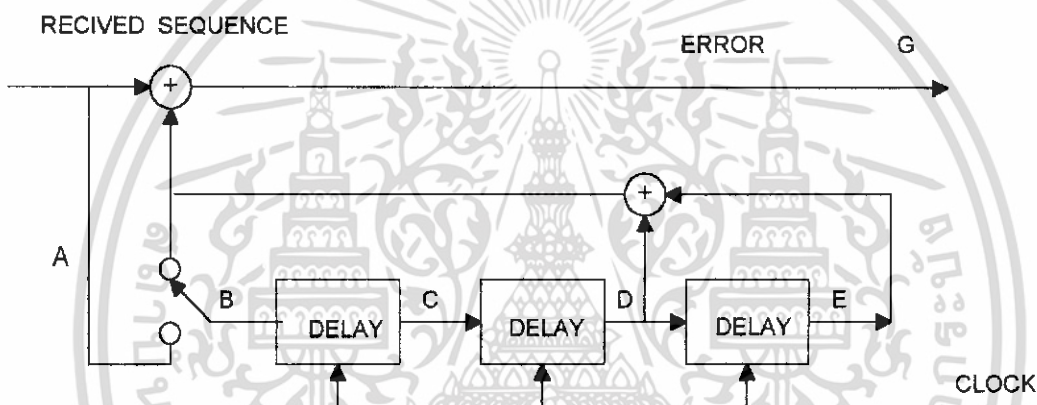 RECIVED SEQUENCE
ERROR G
+
+
A
B DELAY C DELAY D DELAY E
CLOCK